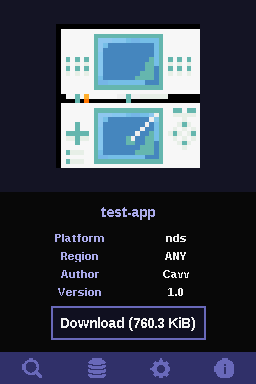 test-app
Platform nds
Region ANY
Author Cavv
Version 1.0
Download (760.3 KiB)